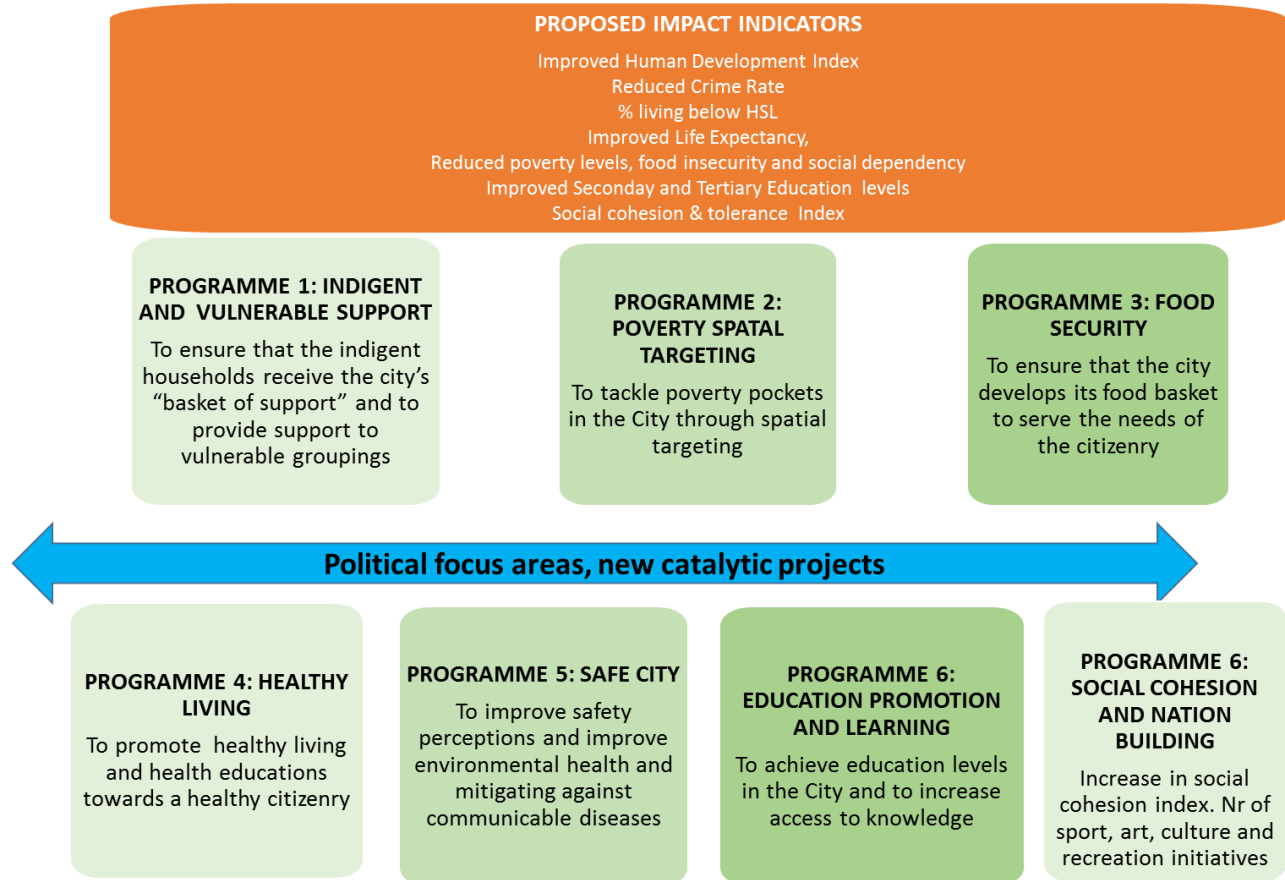 PROPOSED IMPACT INDICATORS
Improved Human Development Index
Reduced Crime Rate
% living below HSL
Improved Life Expectancy,
Reduced poverty levels, food insecurity and social dependency
Improved Seconday and Tertiary Education levels
Social cohesion & tolerance Index
PROGRAMME 1: INDIGENT
AND VULNERABLE SUPPORT
To ensure that the indigent
households receive the city's
“basket of support” and to
provide support to
vulnerable groupings
PROGRAMME 2:
POVERTY SPATAL
TARGETING
To tackle poverty pockets
in the City through spatial
targeting
PROGRAMME 3: FOOD
SECURITY
To ensure that the city
develops its food basket
to serve the needs of
the citizenry
Political focus areas, new catalytic projects
PROGRAMME 4: HEALTHY
LIVING
To promote healthy living
and health educations
towards a healthy citizenry
PROGRAMME 5: SAFE CITY
To improve safety
perceptions and improve
environmental health and
mitigating against
communicable diseases
PROGRAMME 6:
EDUCATION PROMOTION
AND LEARNING
To achieve education levels
in the City and to increase
access to knowledge
PROGRAMME 6:
SOCIAL COHESION
AND NATION
BUILDING
Increase in social
cohesion index. Nr of
sport, art, culture and
recreation initiatives